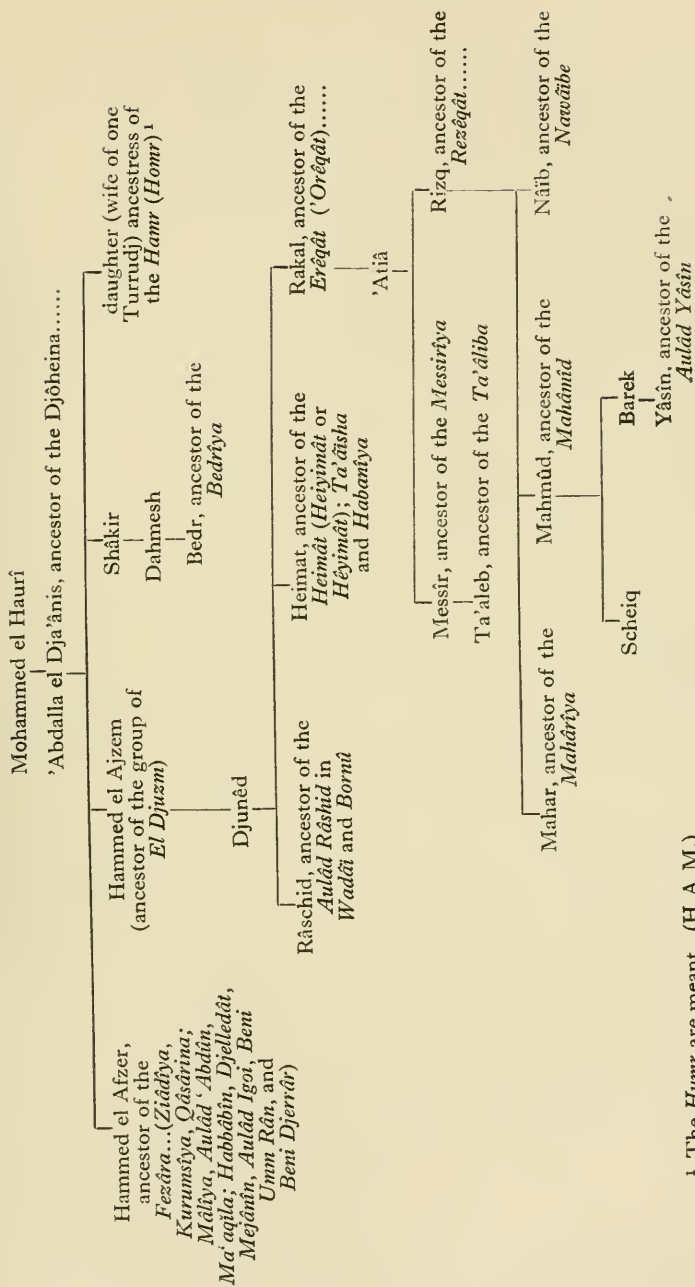 Mohammed el Haurî
'Abdalla el Dja'ânis, ancestor of the Djôheina......
Hammed el Afzer,
ancestor of the
Fezâra...(Ziâdîya,
Kurumsîya, Qâsârina;
Mâlîya, Aulâd 'Abdûn,
Ma'aqîla; Habbâbîn, Djelledât,
Mejânîn, Aulâd Igoi, Beni
Umm Rân, and
Beni Djerrâr)
Hammed el Ajzem
(ancestor of the group of
El Djuzm)
Shâkir
Dahmesh
Bedr, ancestor of the
Bedrîya
daughter (wife of one
Turrudj) ancestress of
the Hamr (Homr) ¹
Djunêd
Râschid, ancestor of the
Aulâd Râshid in
Wadâï and Bornû
Heimat, ancestor of the
Heimât (Heiyimât or
Hêyimât); Ta'âïsha
and Habanîya
Rakal, ancestor of the
Erêqât ('Orêqât)......
'Atiâ
Messîr, ancestor of the Messirîya
Ta'aleb, ancestor of the Ta'âliba
Rizq, ancestor of the
Rezêqât......
Mahar, ancestor of the
Mahârîya
Mahmûd, ancestor of the
Mahâmîd
Nâïb, ancestor of the
Nawâïbe
Scheiq
Barek
Yâsîn, ancestor of the
Aulâd Yâsîn
¹ The Humr are meant. (H.A.M.)